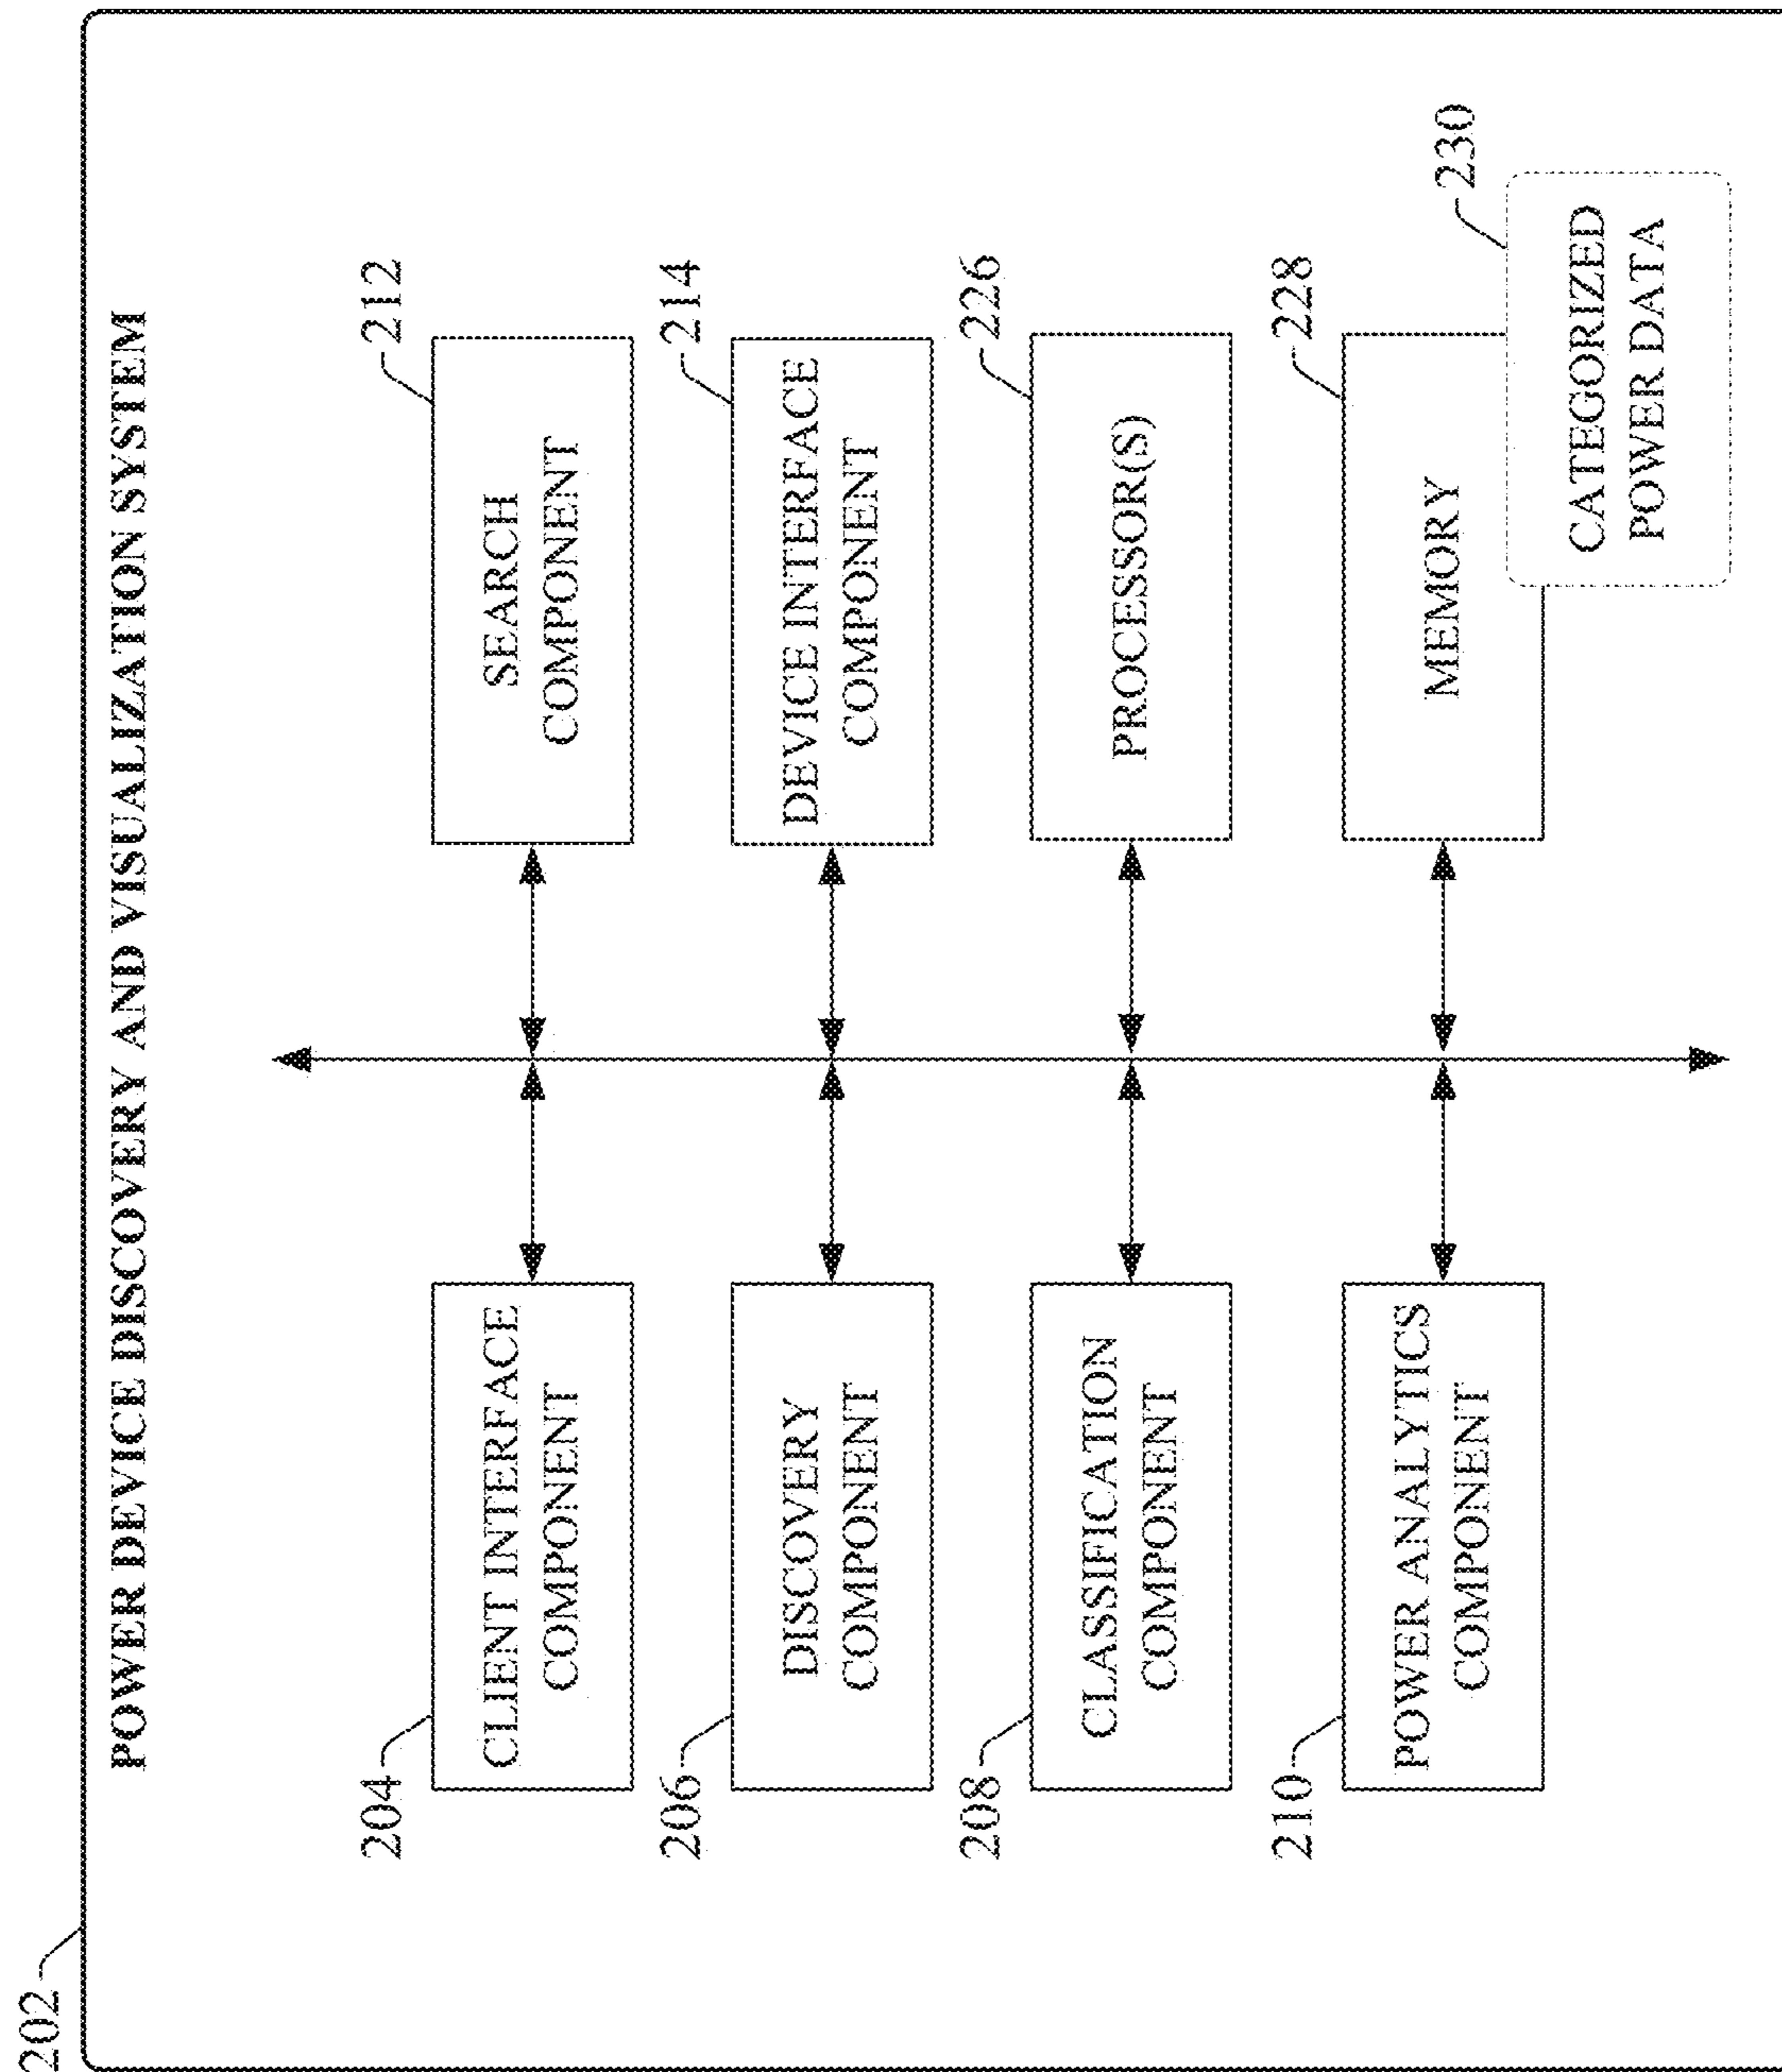 202
POWER DEVICE DISCOVERY AND VISUALIZATION SYSTEM
204
CLIENT INTERFACE
COMPONENT
212
SEARCH
COMPONENT
206
DISCOVERY
COMPONENT
214
DEVICE INTERFACE
COMPONENT
208
CLASSIFICATION
COMPONENT
226
PROCESSOR(S)
210
POWER ANALYTICS
COMPONENT
228
MEMORY
230
CATEGORIZED
POWER DATA